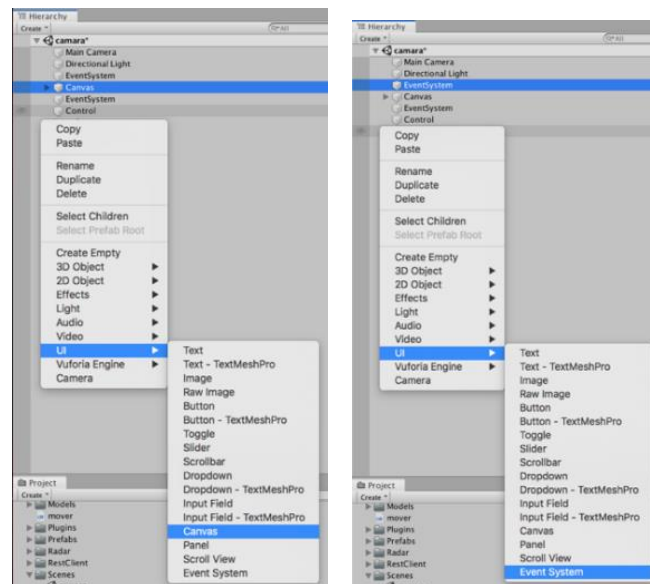 Hierarchy
Create
All
camara*
Main Camera
Directional Light
EventSystem
Canvas
EventSystem
Control
Copy
Paste
Rename
Duplicate
Delete
Select Children
Select Prefab Root
Create Empty
3D Object
2D Object
Effects
Light
Audio
Video
UI
Vuforia Engine
Camera
Text
Text - TextMeshPro
Image
Raw Image
Button
Button - TextMeshPro
Toggle
Slider
Scrollbar
Dropdown
Dropdown - TextMeshPro
Input Field
Input Field - TextMeshPro
Canvas
Panel
Scroll View
Event System
Project
Create
Models
mover
Plugins
Prefabs
Radar
RestClient
Scenes
Hierarchy
Create
All
camara*
Main Camera
Directional Light
EventSystem
Canvas
EventSystem
Control
Copy
Paste
Rename
Duplicate
Delete
Select Children
Select Prefab Root
Create Empty
3D Object
2D Object
Effects
Light
Audio
Video
UI
Vuforia Engine
Camera
Text
Text - TextMeshPro
Image
Raw Image
Button
Button - TextMeshPro
Toggle
Slider
Scrollbar
Dropdown
Dropdown - TextMeshPro
Input Field
Input Field - TextMeshPro
Canvas
Panel
Scroll View
Event System
Project
Create
Models
mover
Plugins
Prefabs
Radar
RestClient
Scenes